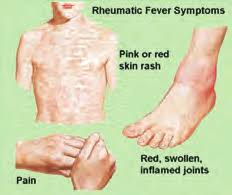 Rheumatic Fever Symptoms
Pink or red
skin rash
Pain
Red, swollen,
inflamed joints